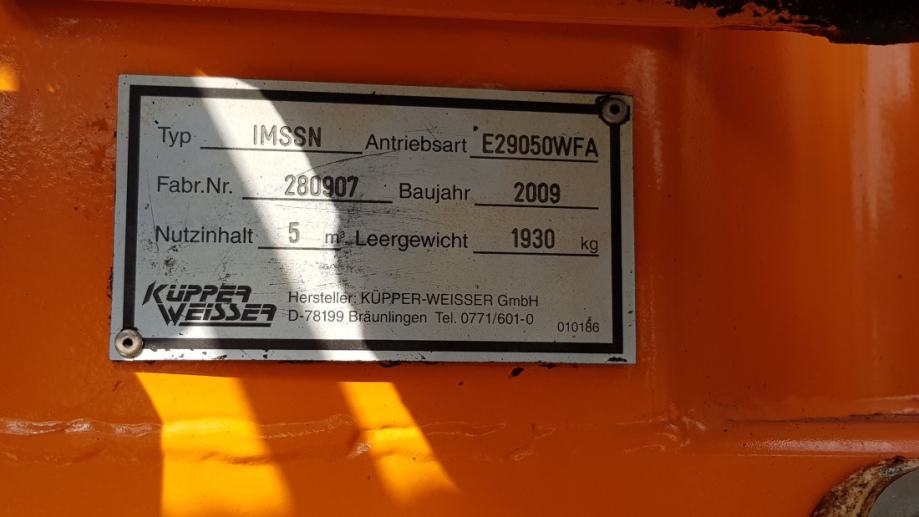 Typ IMSSN Antriebsart E29050WFA
Fabr.Nr. 280907 Baujahr 2009
Nutzinhalt 5 m³ Leergewicht 1930 kg
KÜPPER
WEISSER
Hersteller: KÜPPER-WEISSER GmbH
D-78199 Bräunlingen Tel. 0771/601-0
010186